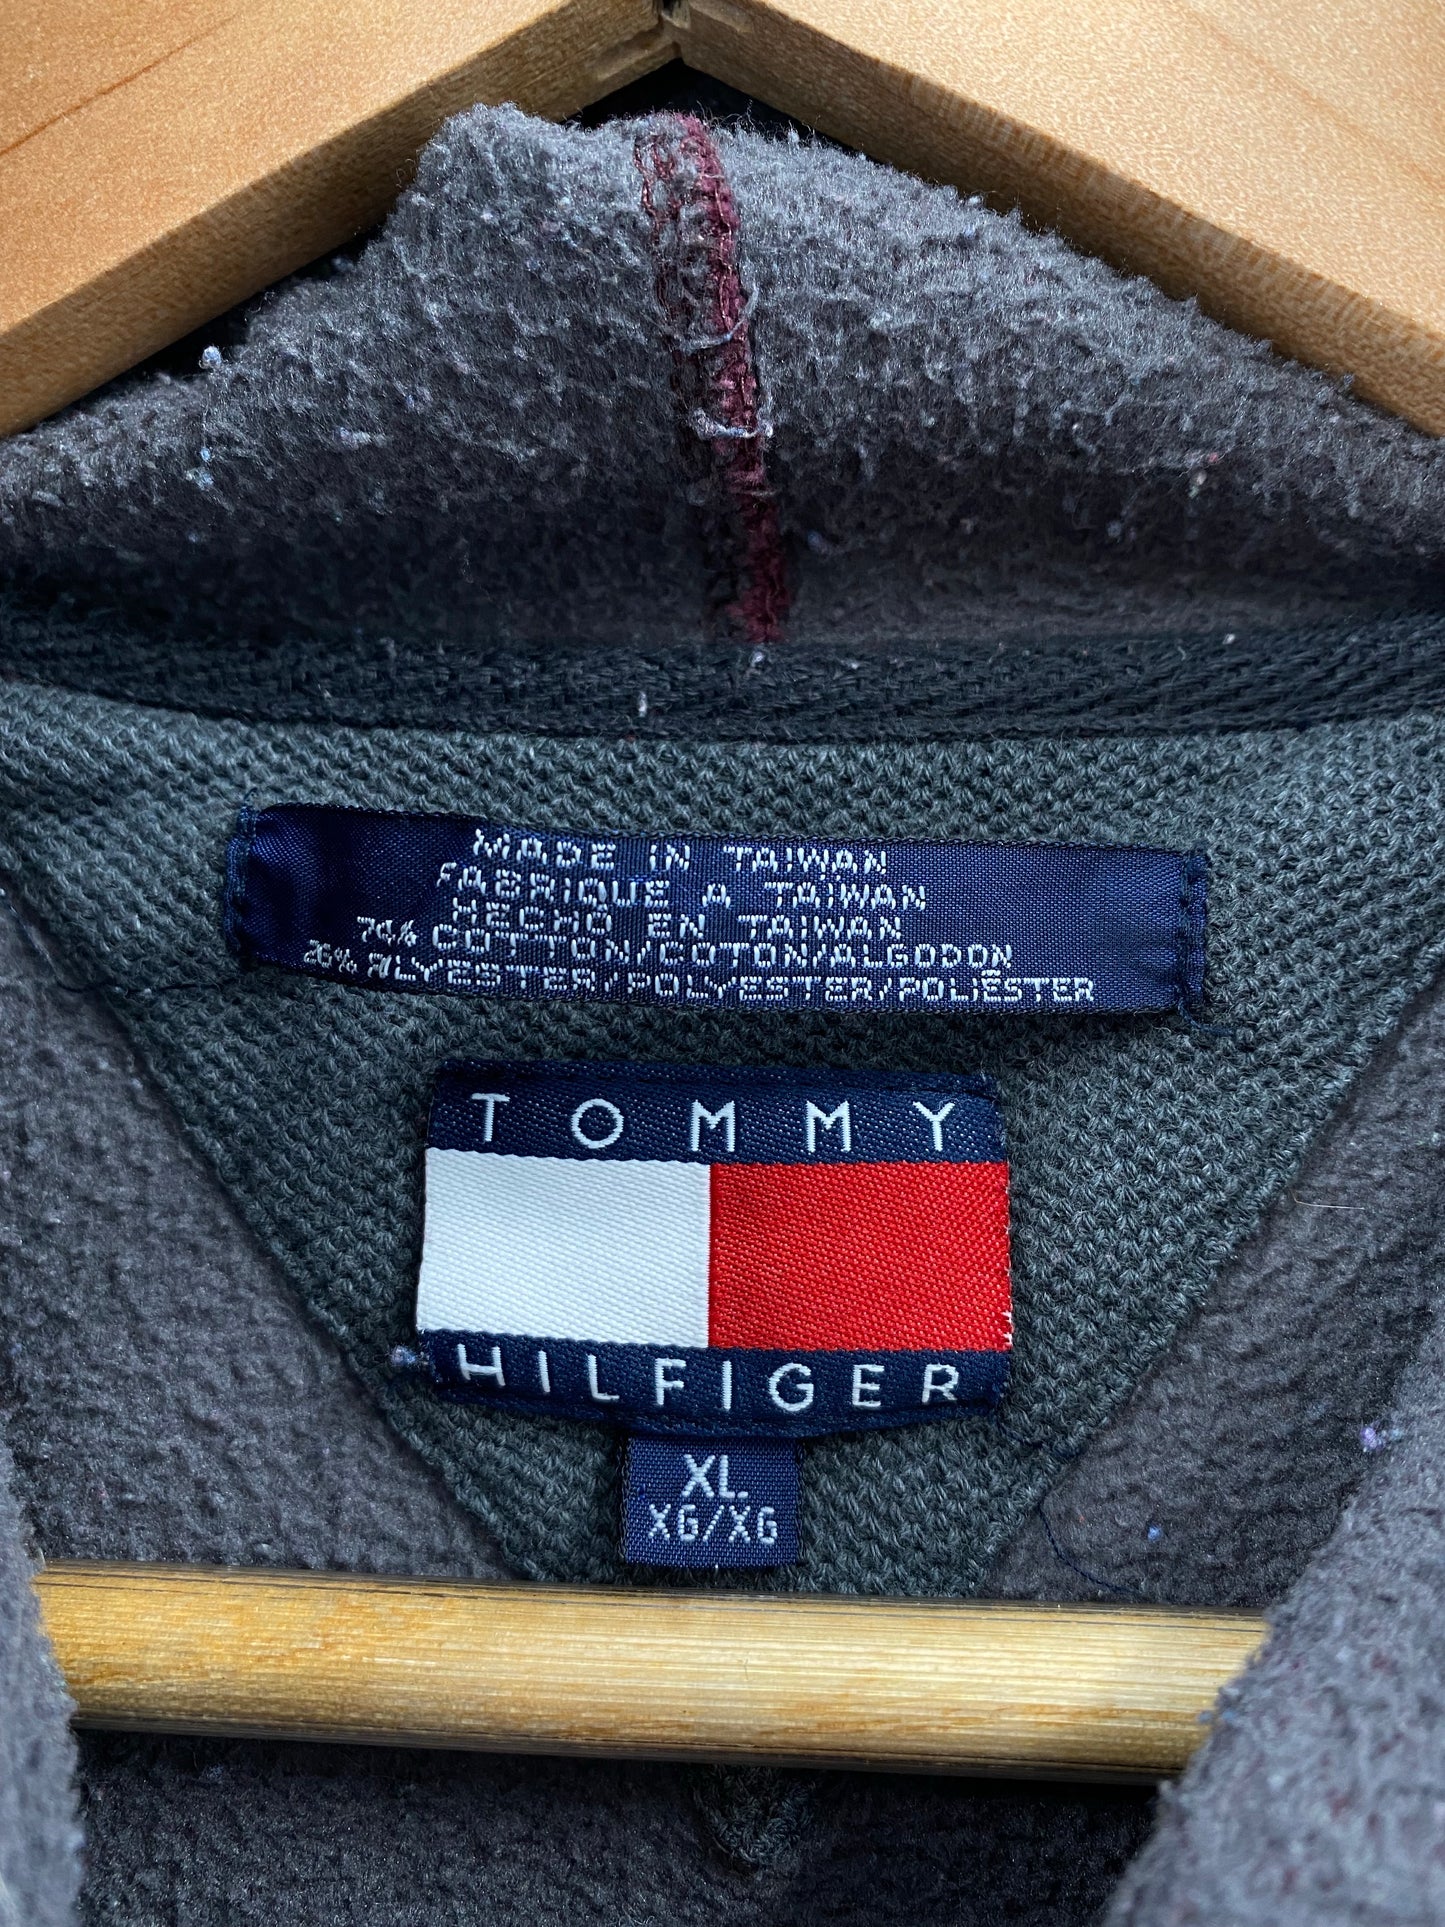 MADE IN TAIWAN
FABRIQUE A TAIWAN
HECHO EN TAIWAN
74% COTTON/COTON/ALGODON
26% POLYESTER/POLYESTER/POLIÉSTER
TOMMY
HILFIGER
XL
XG/XG